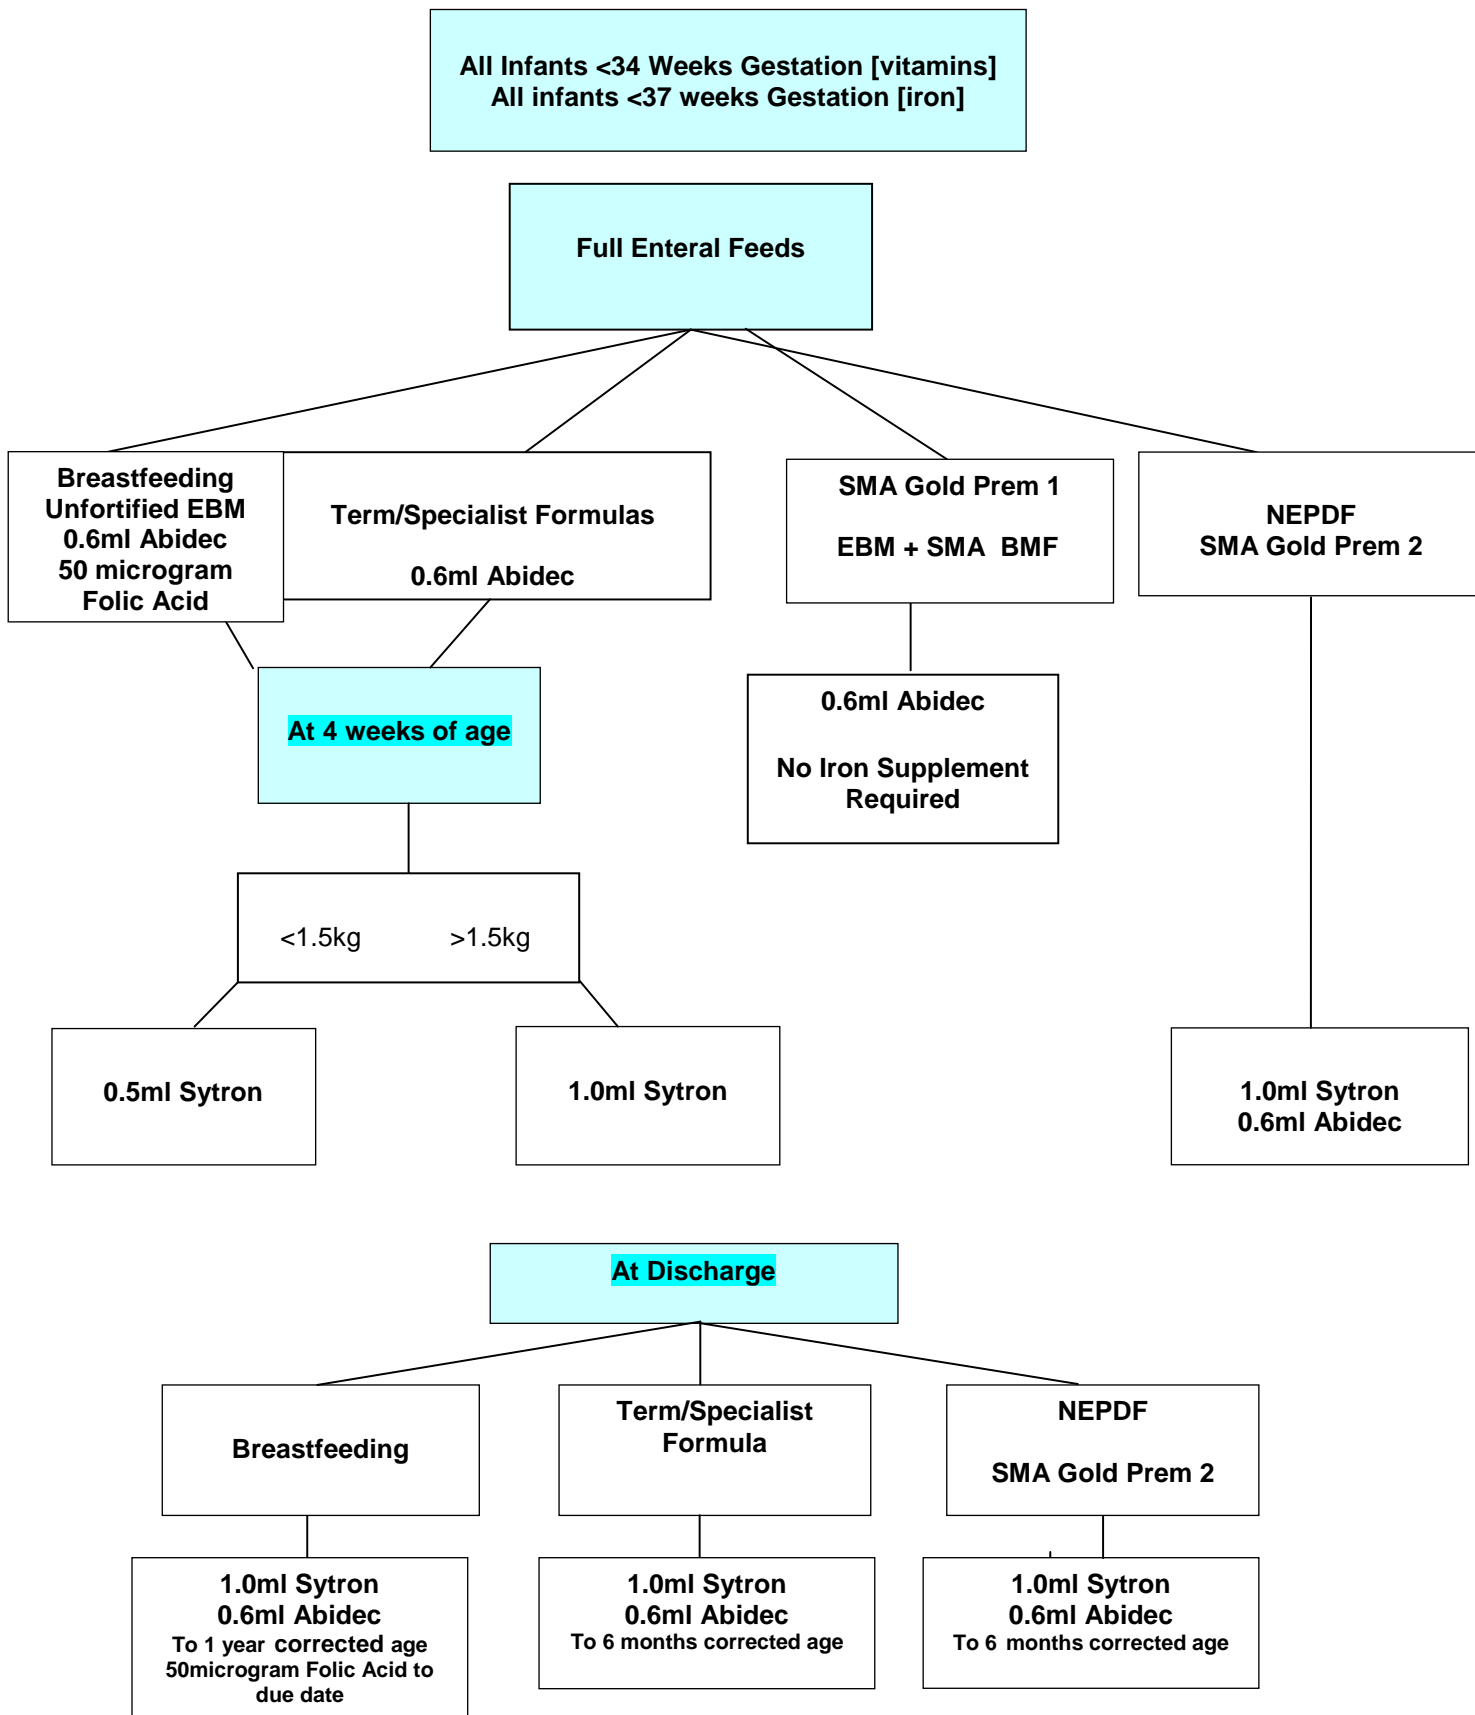 All Infants <34 Weeks Gestation [vitamins]
All infants <37 weeks Gestation [iron]
Full Enteral Feeds
Breastfeeding
Unfortified EBM
0.6ml Abidec
50 microgram
Folic Acid
Term/Specialist Formulas
0.6ml Abidec
SMA Gold Prem 1
EBM + SMA BMF
NEPDF
SMA Gold Prem 2
At 4 weeks of age
0.6ml Abidec
No Iron Supplement
Required
<1.5kg >1.5kg
0.5ml Sytron
1.0ml Sytron
1.0ml Sytron
0.6ml Abidec
At Discharge
Breastfeeding
Term/Specialist
Formula
NEPDF
SMA Gold Prem 2
1.0ml Sytron
0.6ml Abidec
To 1 year corrected age
50microgram Folic Acid to
due date
1.0ml Sytron
0.6ml Abidec
To 6 months corrected age
1.0ml Sytron
0.6ml Abidec
To 6 months corrected age